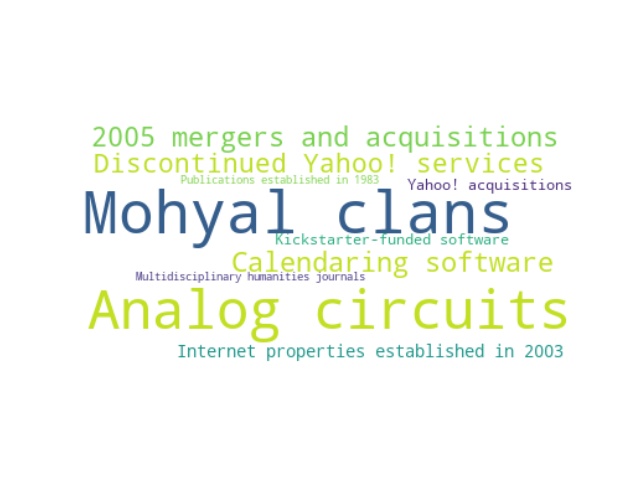 2005 mergers and acquisitions
Discontinued Yahoo! services
Publications established in 1983
Yahoo! acquisitions
Mohyal clans
Kickstarter-funded software
Calendaring software
Multidisciplinary humanities journals
Analog circuits
Internet properties established in 2003